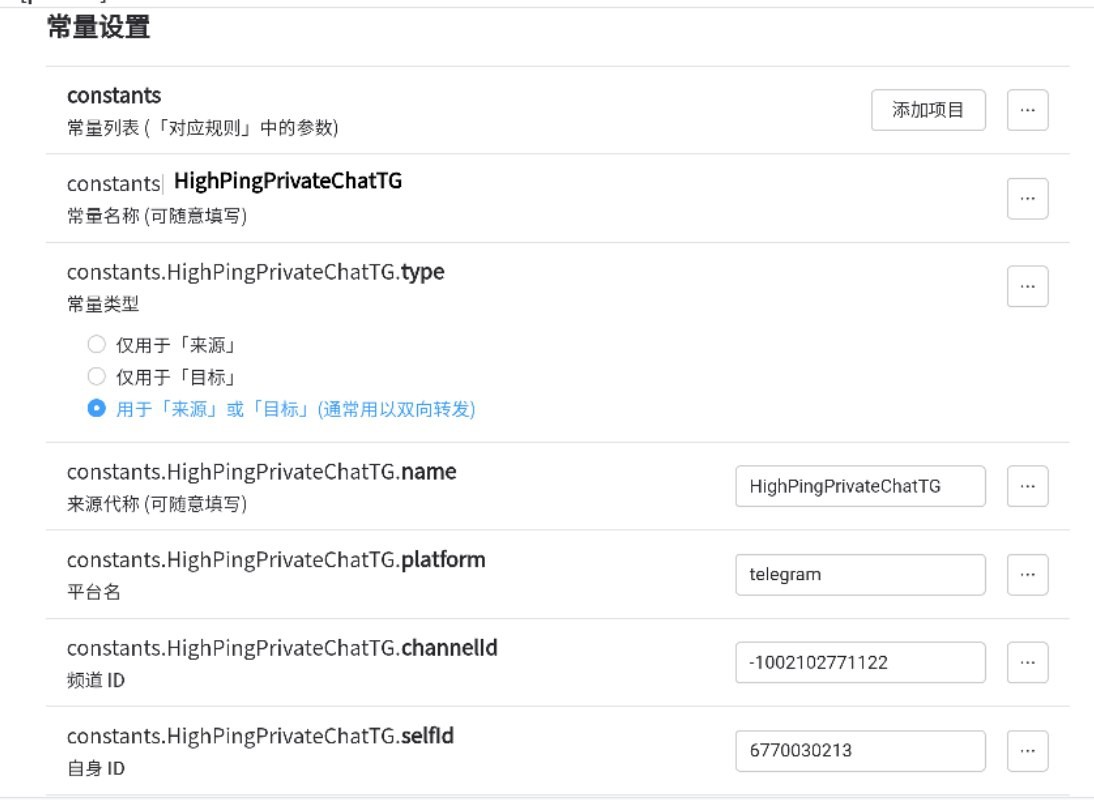 常量设置
constants
常量列表 (「对应规则」中的参数)
添加项目
...
constants| HighPingPrivateChatTG
常量名称 (可随意填写)
...
constants.HighPingPrivateChatTG.type
常量类型
...
仅用于「来源」
仅用于「目标」
用于「来源」或「目标」(通常用以双向转发)
constants.HighPingPrivateChatTG.name
来源代称 (可随意填写)
HighPingPrivateChatTG
...
constants.HighPingPrivateChatTG.platform
平台名
telegram
...
constants.HighPingPrivateChatTG.channelId
频道 ID
-1002102771122
...
constants.HighPingPrivateChatTG.selfId
自身 ID
6770030213
...